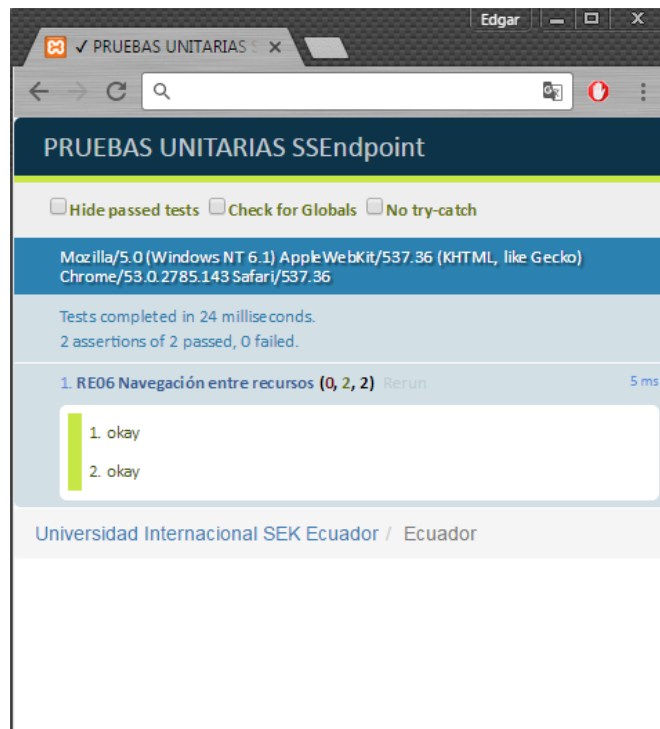 Edgar
✓ PRUEBAS UNITARIAS S
PRUEBAS UNITARIAS SSEndpoint
Hide passed tests Check for Globals No try-catch
Mozilla/5.0 (Windows NT 6.1) AppleWebKit/537.36 (KHTML, like Gecko)
Chrome/53.0.2785.143 Safari/537.36
Tests completed in 24 milliseconds.
2 assertions of 2 passed, 0 failed.
1. RE06 Navegación entre recursos (0, 2, 2) Rerun 5 ms
1. okay
2. okay
Universidad Internacional SEK Ecuador / Ecuador